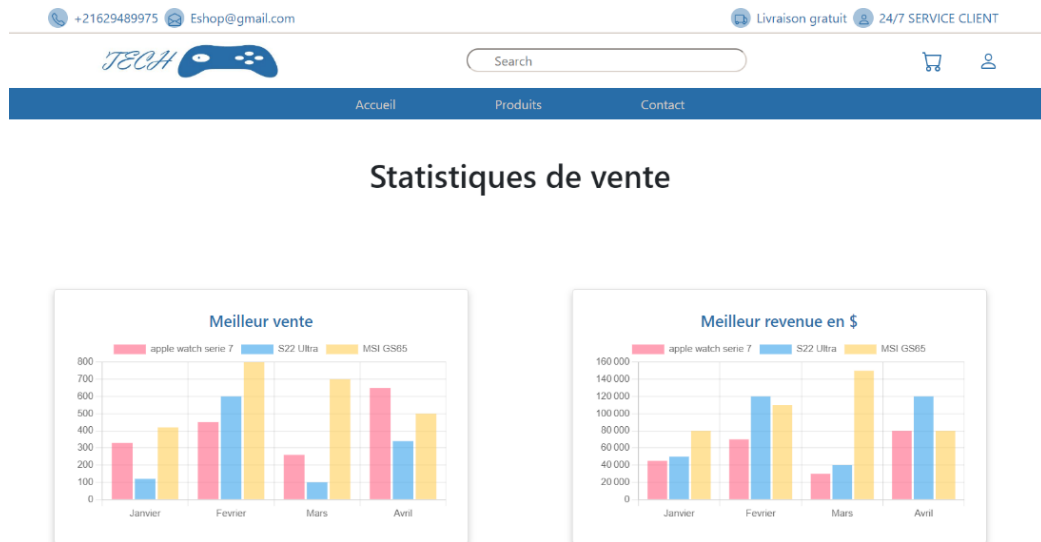 +21629489975 Eshop@gmail.com Livraison gratuit 24/7 SERVICE CLIENT
TECH Search
Accueil Produits Contact
Statistiques de vente
Meilleur vente
apple watch serie 7 S22 Ultra MSI GS65
800
700
600
500
400
300
200
100
0
Janvier Fevrier Mars Avril
Meilleur revenue en $
apple watch serie 7 S22 Ultra MSI GS65
160 000
140 000
120 000
100 000
80 000
60 000
40 000
20 000
0
Janvier Fevrier Mars Avril